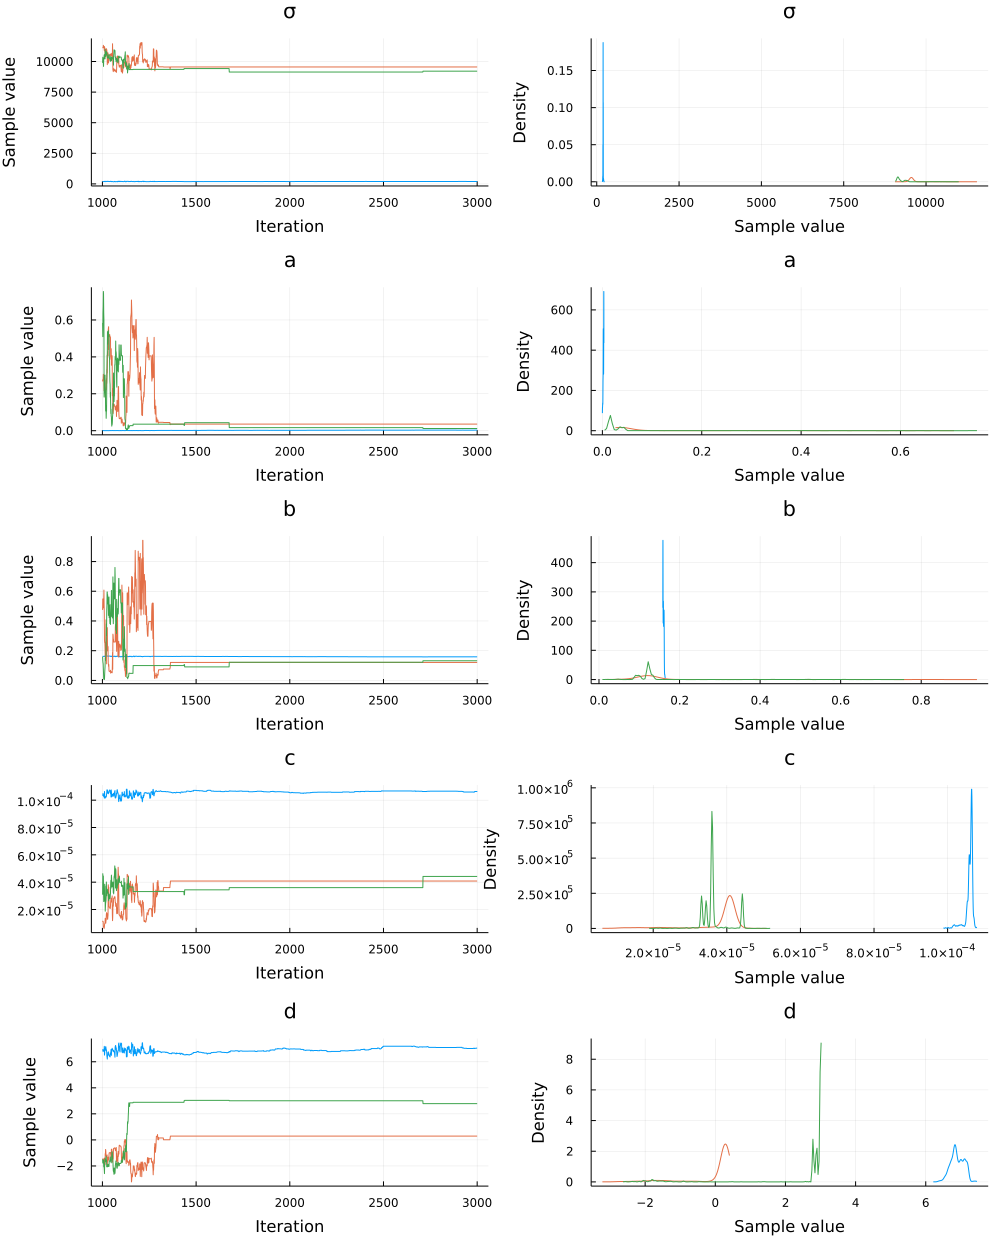 σ
Sample value
10000
7500
5000
2500
0
1000 1500 2000 2500 3000
Iteration
σ
Density
0.15
0.10
0.05
0.00
0 2500 5000 7500 10000
Sample value
a
Sample value
0.6
0.4
0.2
0.0
1000 1500 2000 2500 3000
Iteration
a
Density
600
400
200
0
0.0 0.2 0.4 0.6
Sample value
b
Sample value
0.8
0.6
0.4
0.2
0.0
1000 1500 2000 2500 3000
Iteration
b
Density
400
300
200
100
0
0.0 0.2 0.4 0.6 0.8
Sample value
c
1.0×10⁻⁴
8.0×10⁻⁵
6.0×10⁻⁵
4.0×10⁻⁵
2.0×10⁻⁵
1000 1500 2000 2500 3000
Iteration
c
Density
1.00×10⁶
7.50×10⁵
5.00×10⁵
2.50×10⁵
0
2.0×10⁻⁵ 4.0×10⁻⁵ 6.0×10⁻⁵ 8.0×10⁻⁵ 1.0×10⁻⁴
Sample value
d
Sample value
6
4
2
0
−2
1000 1500 2000 2500 3000
Iteration
d
Density
8
6
4
2
0
−2 0 2 4 6
Sample value